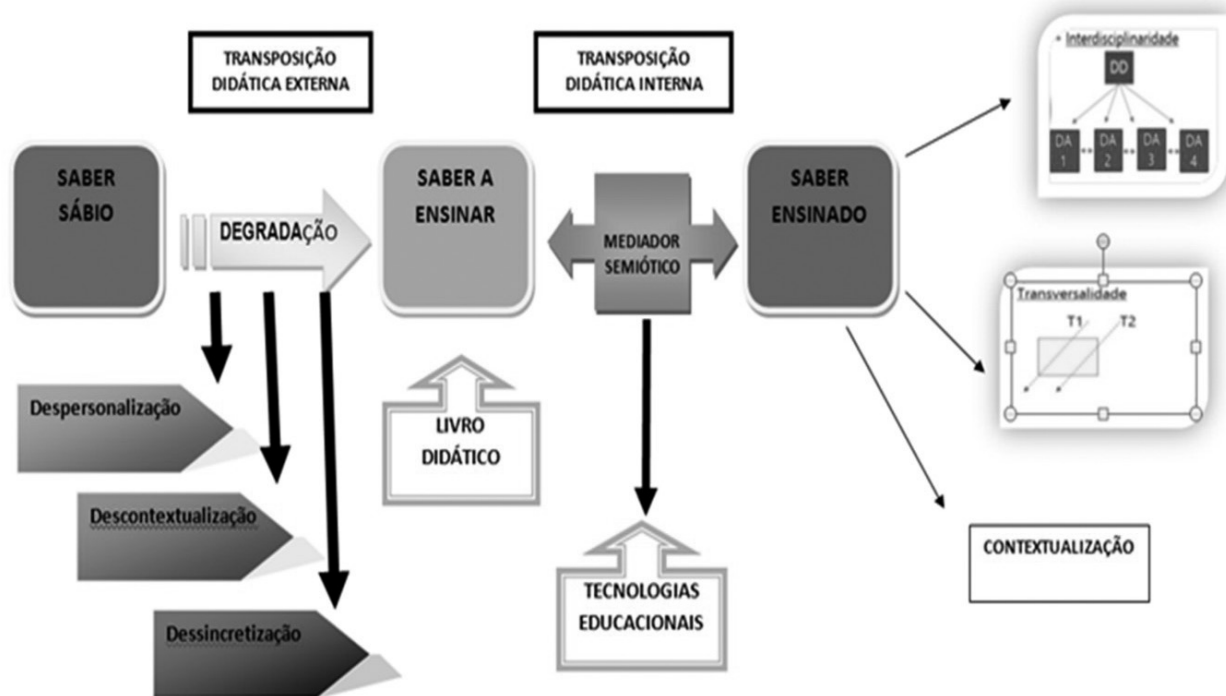 TRANSPOSIÇÃO
DIDÁTICA EXTERNA
TRANSPOSIÇÃO
DIDÁTICA INTERNA
SABER
SÁBIO
DEGRADAÇÃO
SABER A
ENSINAR
MEDIADOR
SEMIÓTICO
SABER
ENSINADO
Interdisciplinaridade
DD
DA
1
DA
2
DA
3
DA
4
Transversalidade
T1
T2
Despersonalização
Descontextualização
Dessincretização
LIVRO
DIDÁTICO
TECNOLOGIAS
EDUCACIONAIS
CONTEXTUALIZAÇÃO